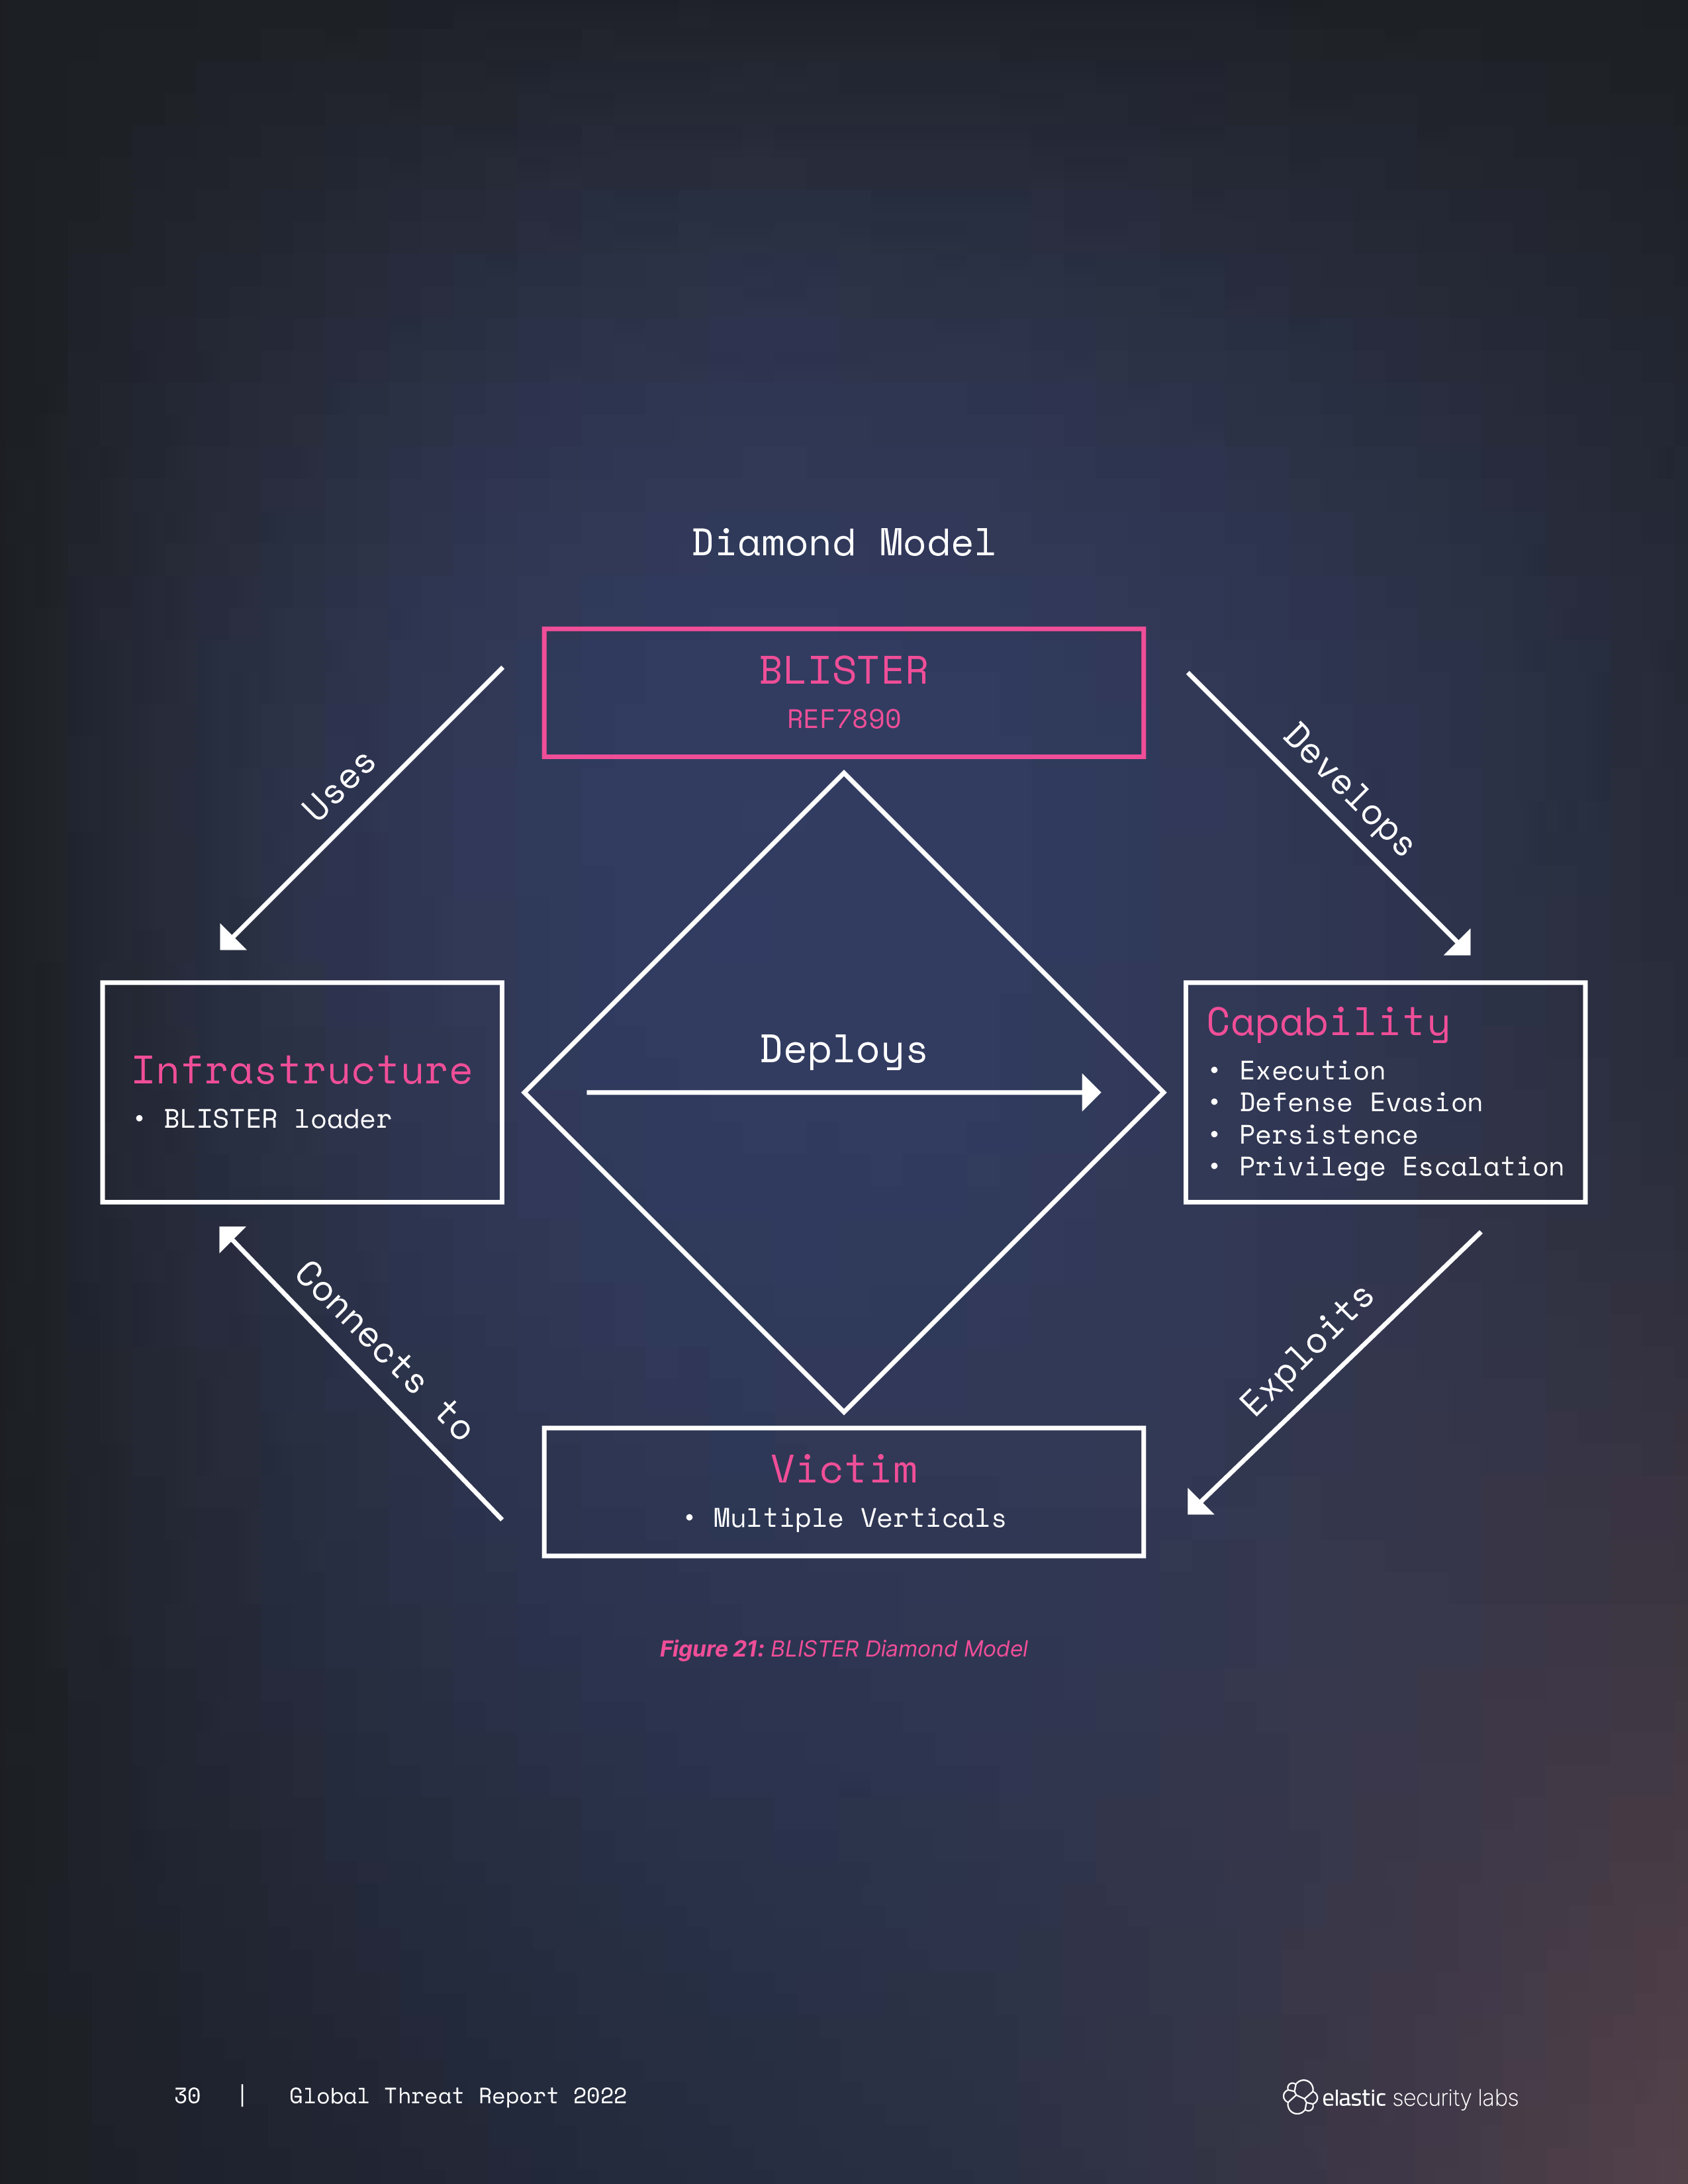 Diamond Model
BLISTER
REF7890
Uses
Develops
Infrastructure
• BLISTER loader
Deploys
Capability
• Execution
• Defense Evasion
• Persistence
• Privilege Escalation
Connects to
Exploits
Victim
• Multiple Verticals
Figure 21: BLISTER Diamond Model
30 | Global Threat Report 2022
elastic security labs